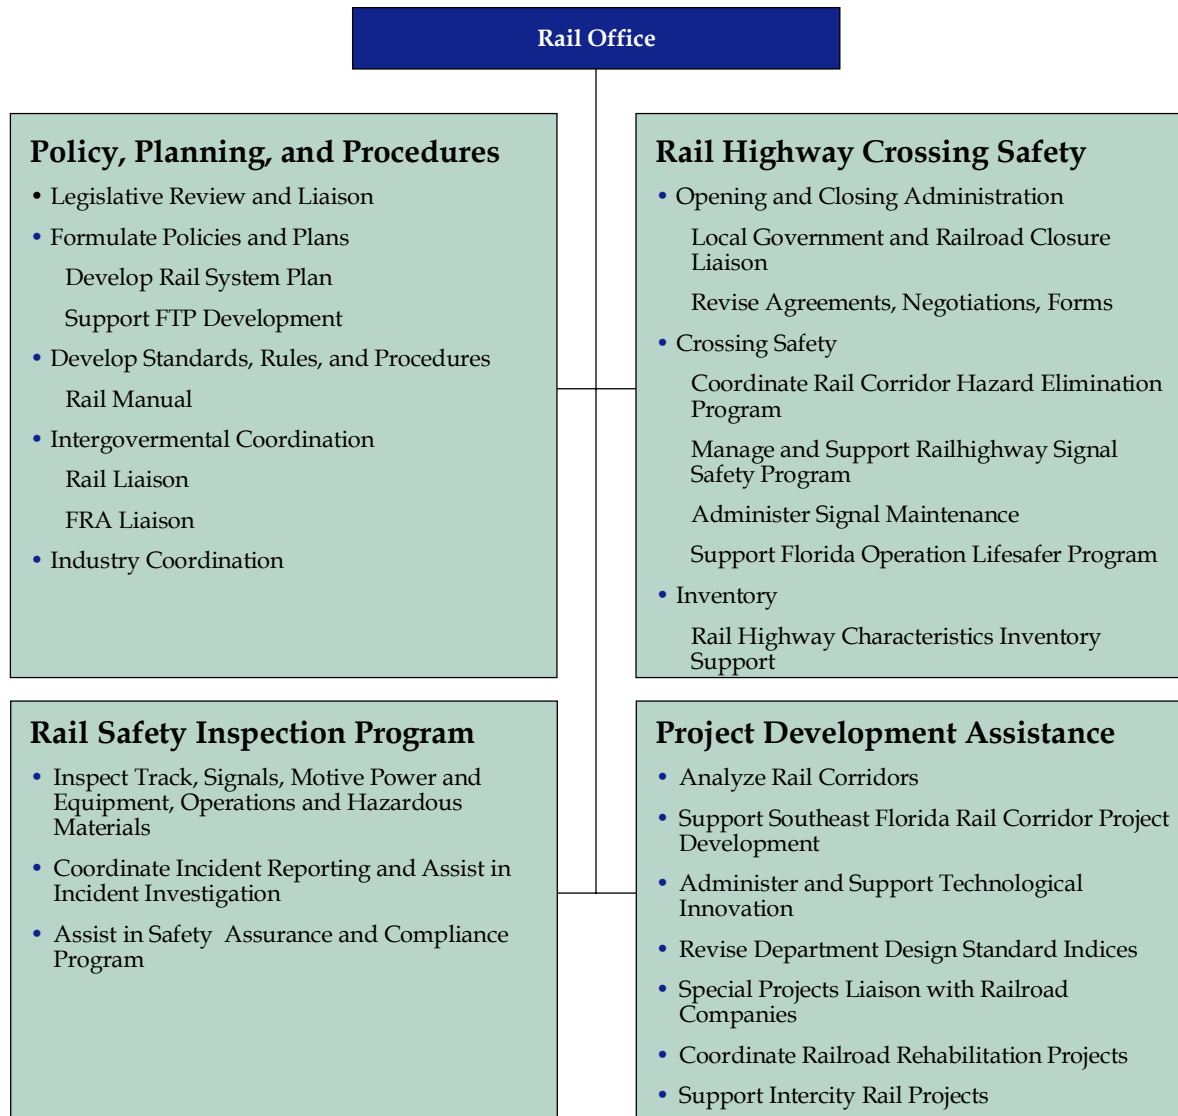 Rail Office
Policy, Planning, and Procedures
• Legislative Review and Liaison
• Formulate Policies and Plans
Develop Rail System Plan
Support FTP Development
• Develop Standards, Rules, and Procedures
Rail Manual
• Intergovermental Coordination
Rail Liaison
FRA Liaison
• Industry Coordination
Rail Highway Crossing Safety
• Opening and Closing Administration
Local Government and Railroad Closure
Liaison
Revise Agreements, Negotiations, Forms
• Crossing Safety
Coordinate Rail Corridor Hazard Elimination
Program
Manage and Support Railhighway Signal
Safety Program
Administer Signal Maintenance
Support Florida Operation Lifesafer Program
• Inventory
Rail Highway Characteristics Inventory
Support
Rail Safety Inspection Program
• Inspect Track, Signals, Motive Power and
Equipment, Operations and Hazardous
Materials
• Coordinate Incident Reporting and Assist in
Incident Investigation
• Assist in Safety Assurance and Compliance
Program
Project Development Assistance
• Analyze Rail Corridors
• Support Southeast Florida Rail Corridor Project
Development
• Administer and Support Technological
Innovation
• Revise Department Design Standard Indices
• Special Projects Liaison with Railroad
Companies
• Coordinate Railroad Rehabilitation Projects
• Support Intercity Rail Projects